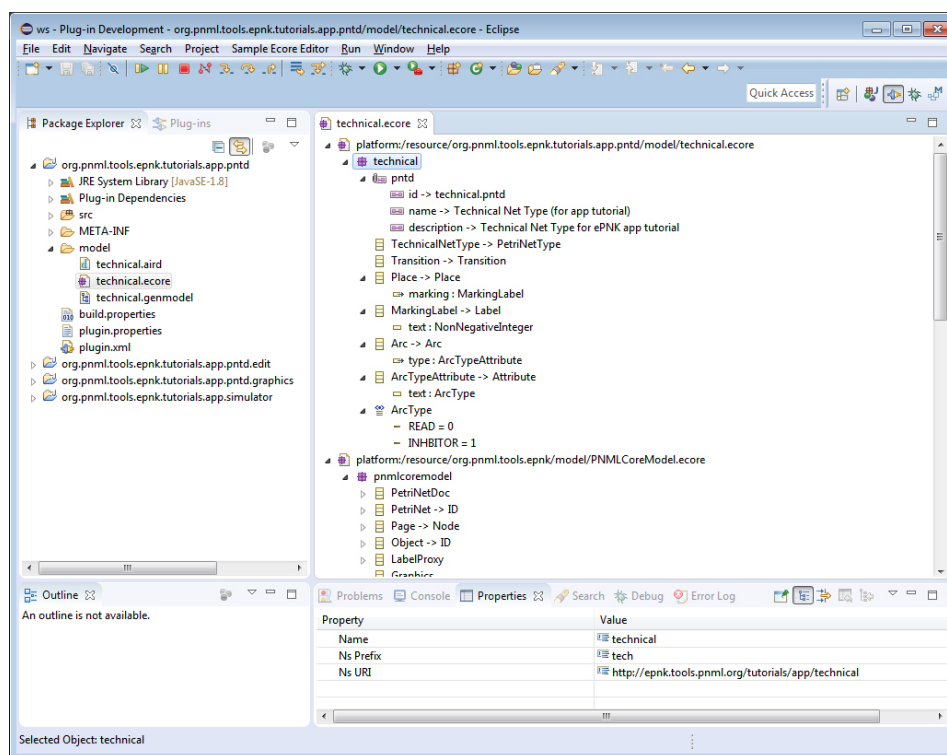 ws - Plug-in Development - org.pnml.tools.epnk.tutorials.app.pntd/model/technical.ecore - Eclipse
File Edit Navigate Search Project Sample Ecore Editor Run Window Help
Quick Access
Package Explorer Plug-ins
org.pnml.tools.epnk.tutorials.app.pntd
JRE System Library [JavaSE-1.8]
Plug-in Dependencies
src
META-INF
model
technical.aird
technical.ecore
technical.genmodel
build.properties
plugin.properties
plugin.xml
org.pnml.tools.epnk.tutorials.app.pntd.edit
org.pnml.tools.epnk.tutorials.app.pntd.graphics
org.pnml.tools.epnk.tutorials.app.simulator
technical.ecore
platform:/resource/org.pnml.tools.epnk.tutorials.app.pntd/model/technical.ecore
technical
pntd
id -> technical.pntd
name -> Technical Net Type (for app tutorial)
description -> Technical Net Type for ePNK app tutorial
TechnicalNetType -> PetriNetType
Transition -> Transition
Place -> Place
marking : MarkingLabel
MarkingLabel -> Label
text : NonNegativeInteger
Arc -> Arc
type : ArcTypeAttribute
ArcTypeAttribute -> Attribute
text : ArcType
ArcType
READ = 0
INHBITOR = 1
platform:/resource/org.pnml.tools.epnk/model/PNMLCoreModel.ecore
pnmlcoremodel
PetriNetDoc
PetriNet -> ID
Page -> Node
Object -> ID
LabelProxy
Graphics
Outline
An outline is not available.
Problems Console Properties Search Debug Error Log
Property Value
Name technical
Ns Prefix tech
Ns URI http://epnk.tools.pnml.org/tutorials/app/technical
Selected Object: technical